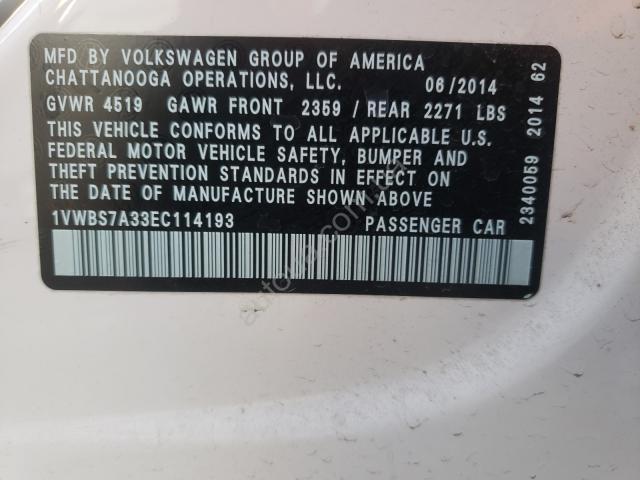 MFD BY VOLKSWAGEN GROUP OF AMERICA
CHATTANOOGA OPERATIONS, LLC. 06/2014
GVWR 4519 GAWR FRONT 2359 / REAR 2271 LBS
THIS VEHICLE CONFORMS TO ALL APPLICABLE U.S.
FEDERAL MOTOR VEHICLE SAFETY, BUMPER AND
THEFT PREVENTION STANDARDS IN EFFECT ON
THE DATE OF MANUFACTURE SHOWN ABOVE
1VWBS7A33EC114193 PASSENGER CAR
2340059 2014 62